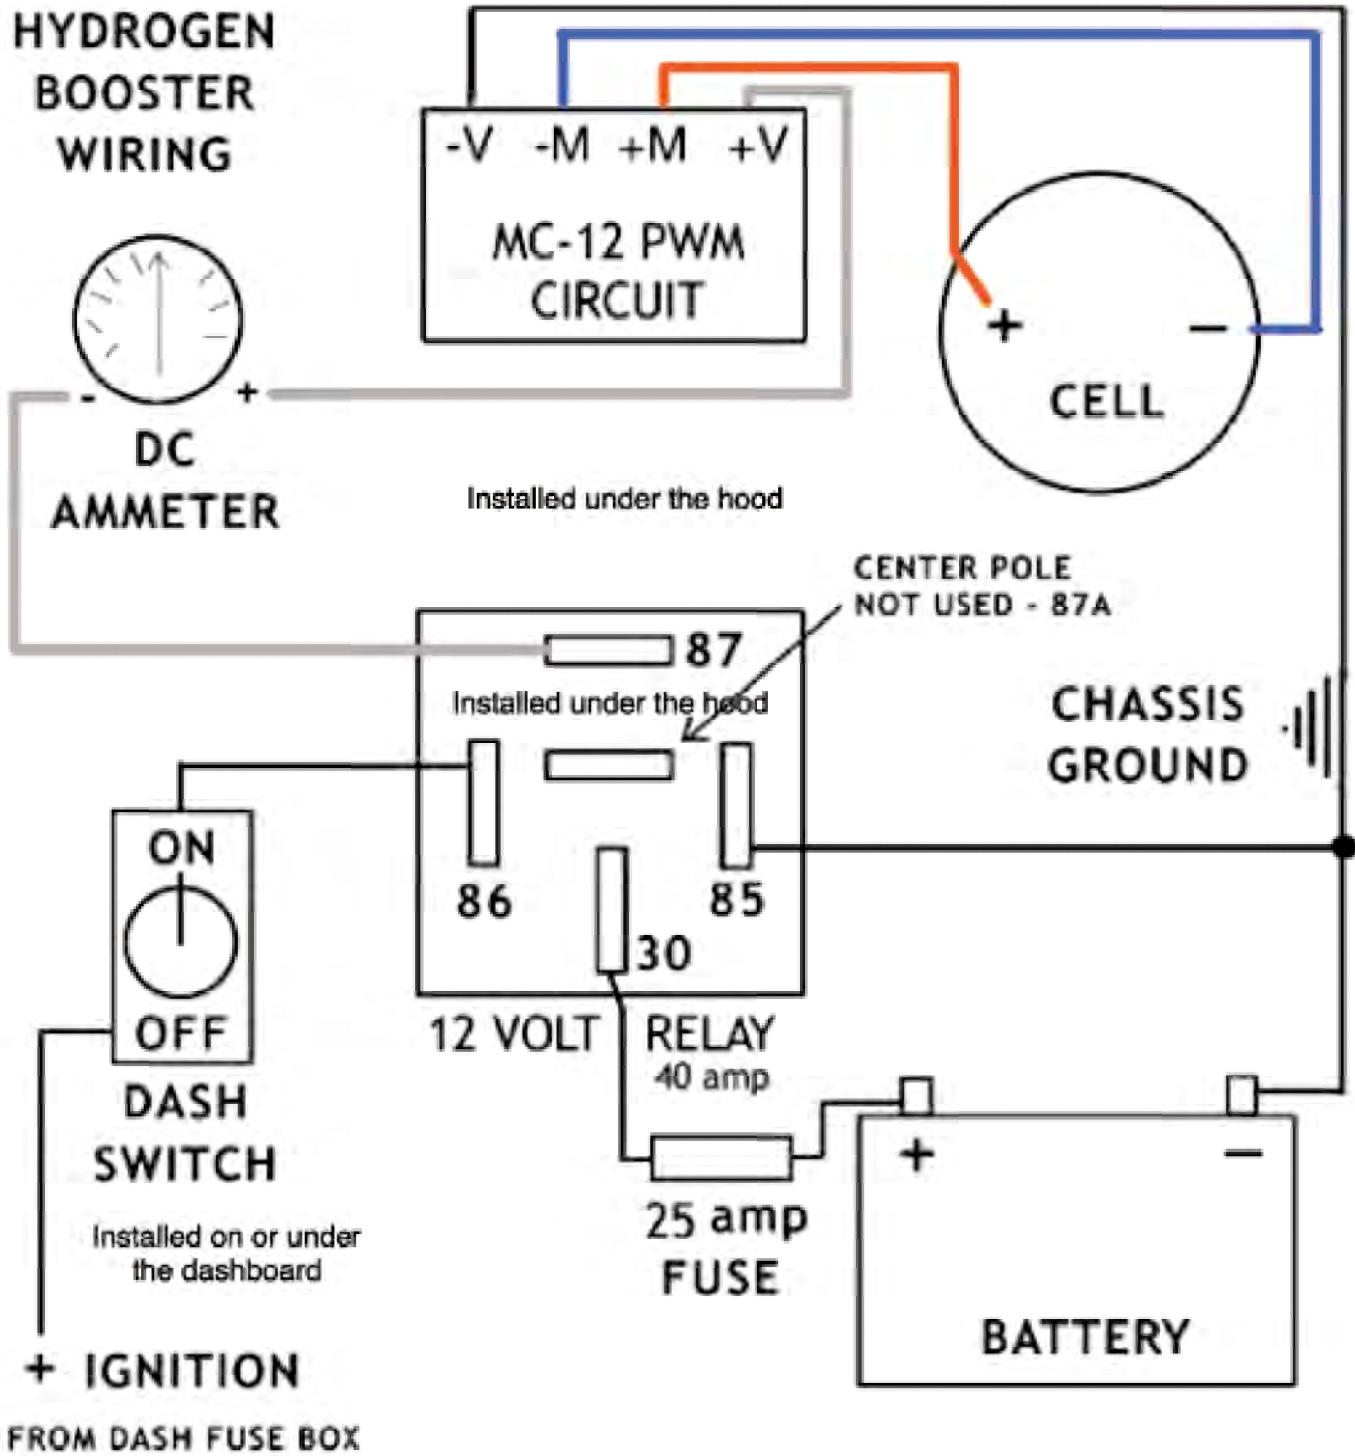 HYDROGEN
BOOSTER
WIRING
-V -M +M +V
MC-12 PWM
CIRCUIT
+ −
CELL
- +
DC
AMMETER
Installed under the hood
CENTER POLE
NOT USED - 87A
87
Installed under the hood
CHASSIS
GROUND
86
85
30
12 VOLT RELAY
40 amp
ON
OFF
DASH
SWITCH
Installed on or under
the dashboard
25 amp
FUSE
+ −
BATTERY
+ IGNITION
FROM DASH FUSE BOX